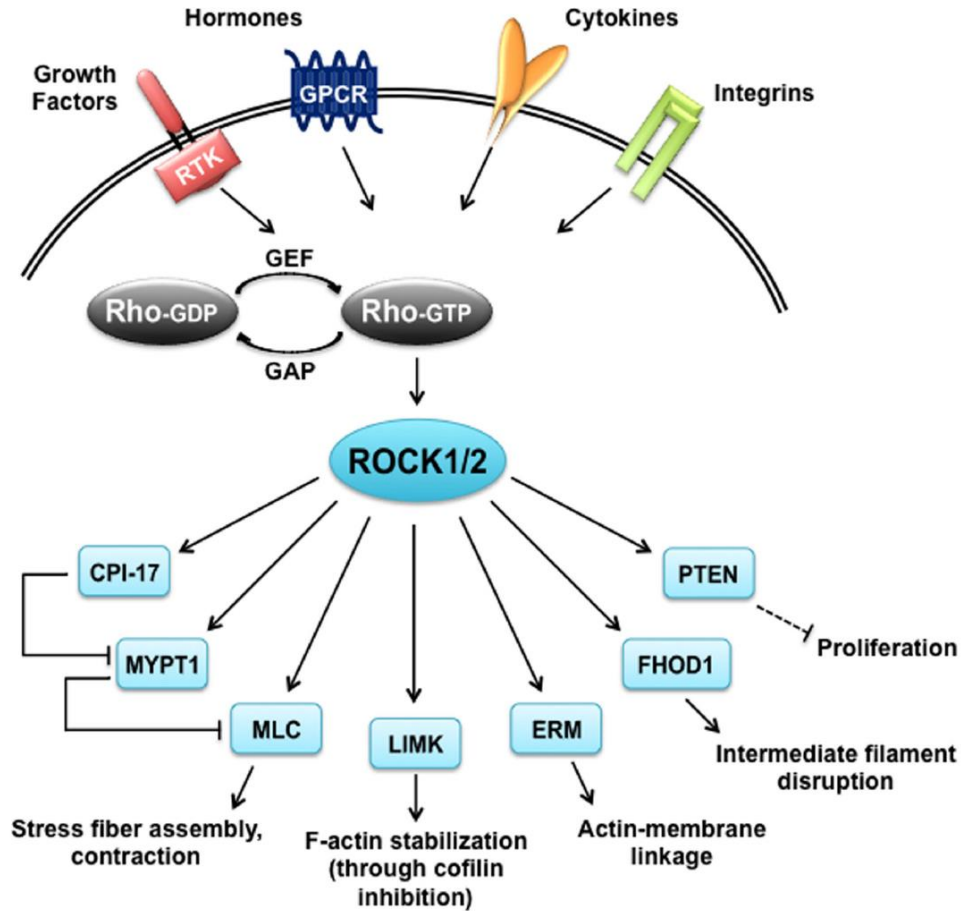 Hormones
Cytokines
Growth
Factors
GPCR
Integrins
RTK
GEF
Rho-GDP
Rho-GTP
GAP
ROCK1/2
CPI-17
PTEN
MYPT1
FHOD1
Proliferation
MLC
LIMK
ERM
Intermediate filament
disruption
Stress fiber assembly,
contraction
F-actin stabilization
(through cofilin
inhibition)
Actin-membrane
linkage